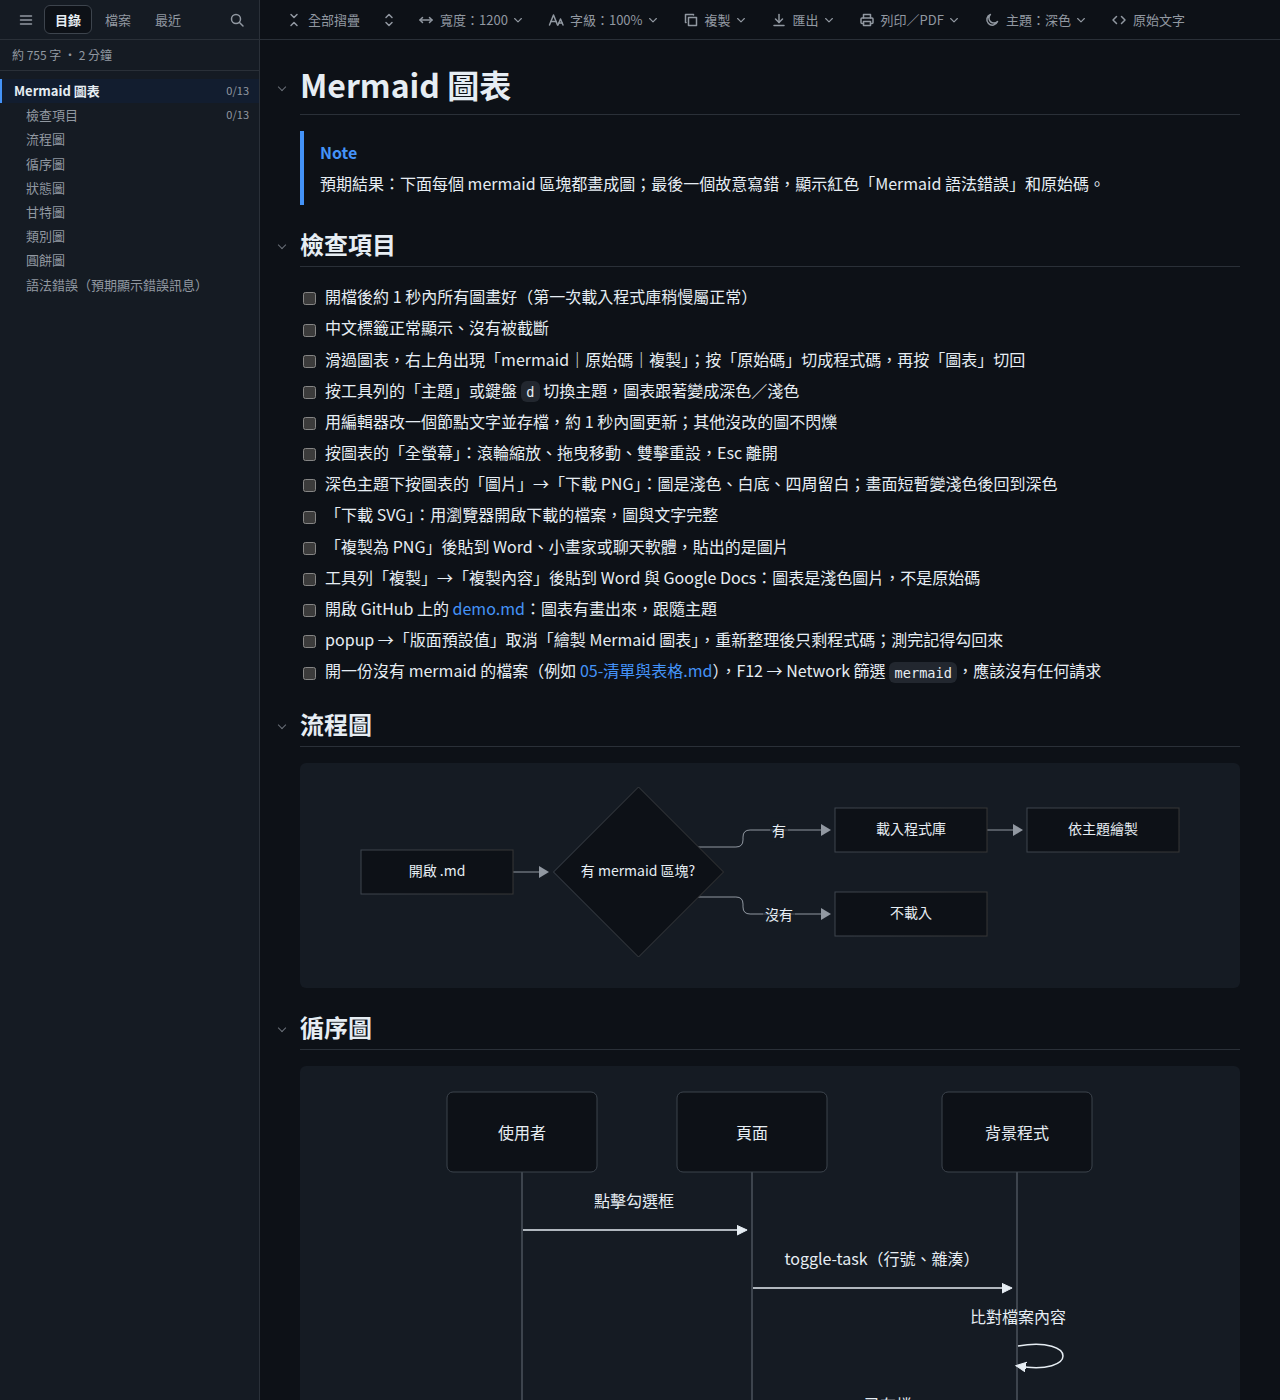 目錄 檔案 最近
全部摺疊 寬度：1200 字級：100% 複製 匯出 列印／PDF 主題：深色 原始文字
約 755 字 · 2 分鐘
Mermaid 圖表 0/13
檢查項目 0/13
流程圖
循序圖
狀態圖
甘特圖
類別圖
圓餅圖
語法錯誤（預期顯示錯誤訊息）
Mermaid 圖表
Note
預期結果：下面每個 mermaid 區塊都畫成圖；最後一個故意寫錯，顯示紅色「Mermaid 語法錯誤」和原始碼。
檢查項目
開檔後約 1 秒內所有圖畫好（第一次載入程式庫稍慢屬正常）
中文標籤正常顯示、沒有被截斷
滑過圖表，右上角出現「mermaid｜原始碼｜複製」；按「原始碼」切成程式碼，再按「圖表」切回
按工具列的「主題」或鍵盤 d 切換主題，圖表跟著變成深色／淺色
用編輯器改一個節點文字並存檔，約 1 秒內圖更新；其他沒改的圖不閃爍
按圖表的「全螢幕」：滾輪縮放、拖曳移動、雙擊重設，Esc 離開
深色主題下按圖表的「圖片」→「下載 PNG」：圖是淺色、白底、四周留白；畫面短暫變淺色後回到深色
「下載 SVG」：用瀏覽器開啟下載的檔案，圖與文字完整
「複製為 PNG」後貼到 Word、小畫家或聊天軟體，貼出的是圖片
工具列「複製」→「複製內容」後貼到 Word 與 Google Docs：圖表是淺色圖片，不是原始碼
開啟 GitHub 上的 demo.md：圖表有畫出來，跟隨主題
popup →「版面預設值」取消「繪製 Mermaid 圖表」，重新整理後只剩程式碼；測完記得勾回來
開一份沒有 mermaid 的檔案（例如 05-清單與表格.md），F12 → Network 篩選 mermaid，應該沒有任何請求
流程圖
開啟 .md
有 mermaid 區塊?
有
載入程式庫
依主題繪製
沒有
不載入
循序圖
使用者
頁面
背景程式
點擊勾選框
toggle-task（行號、雜湊）
比對檔案內容